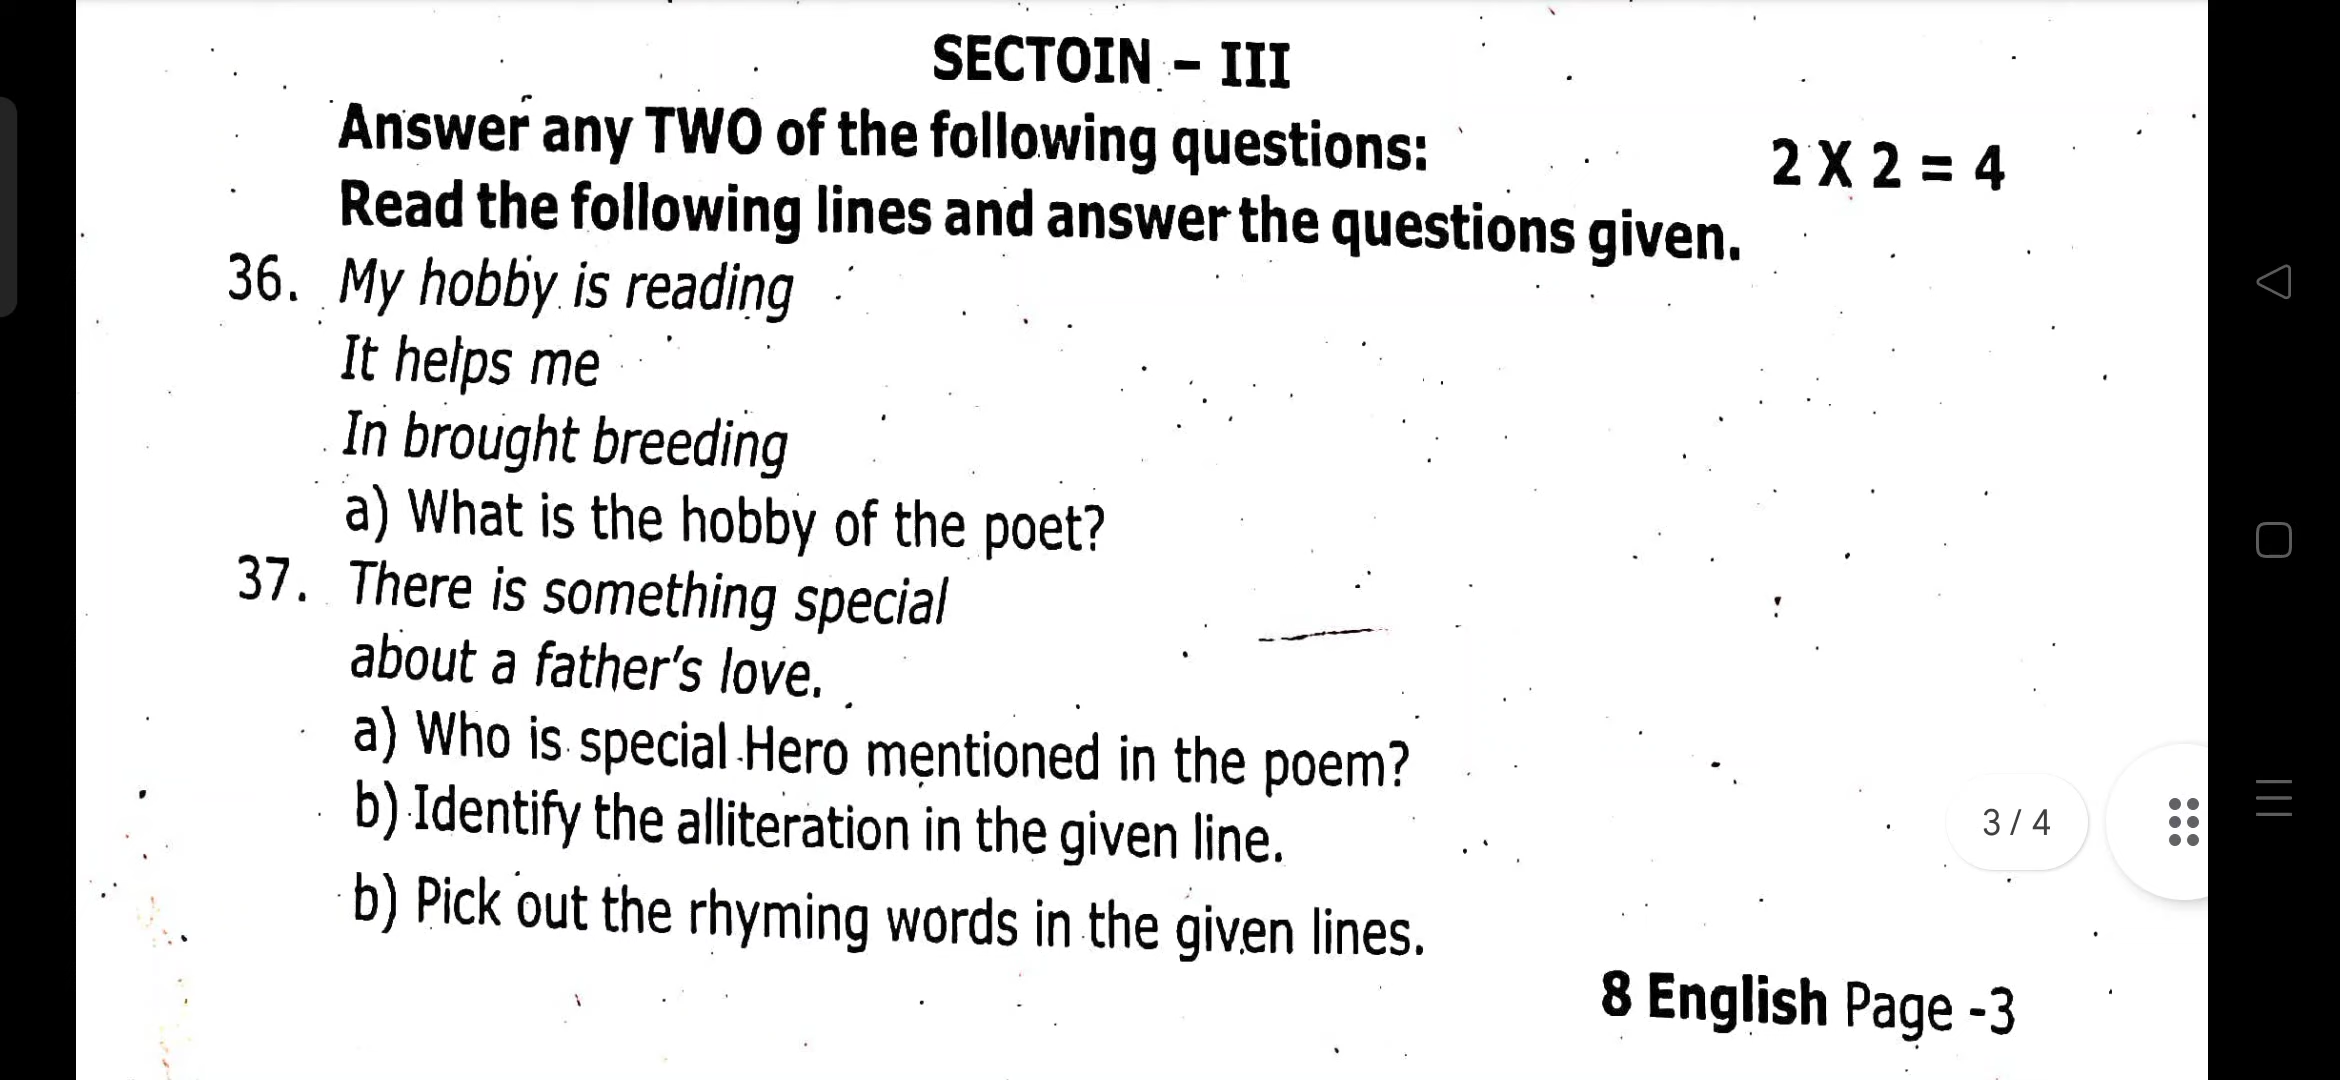 SECTOIN - III
Answer any TWO of the following questions: 2 X 2 = 4
Read the following lines and answer the questions given.
36. My hobby is reading
It helps me
In brought breeding
a) What is the hobby of the poet?
37. There is something special
about a father's love.
a) Who is special Hero mentioned in the poem?
b) Identify the alliteration in the given line.
b) Pick out the rhyming words in the given lines.
3 / 4
8 English Page -3